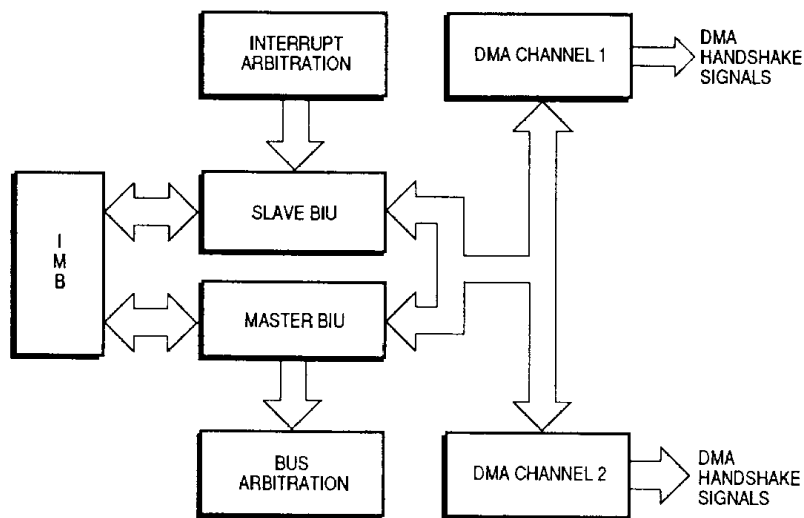 INTERRUPT
ARBITRATION
DMA CHANNEL 1
DMA
HANDSHAKE
SIGNALS
SLAVE BIU
I
M
B
MASTER BIU
BUS
ARBITRATION
DMA CHANNEL 2
DMA
HANDSHAKE
SIGNALS